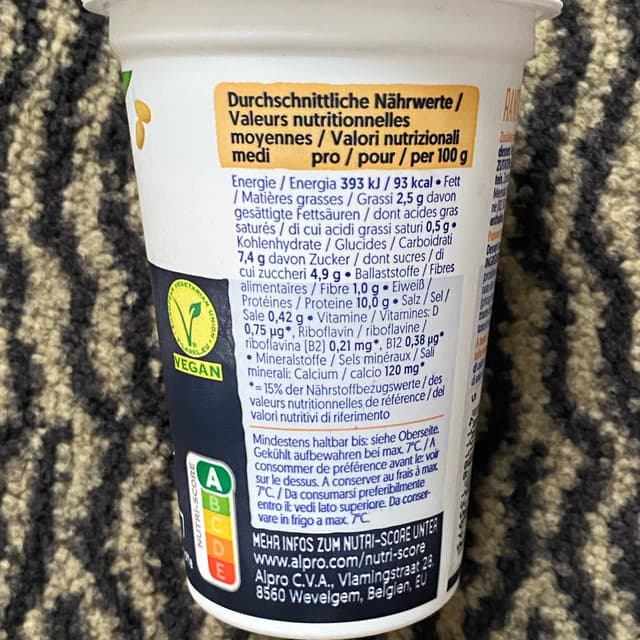 Durchschnittliche Nährwerte /
Valeurs nutritionnelles
moyennes / Valori nutrizionali
medi pro / pour / per 100 g
Energie / Energia 393 kJ / 93 kcal • Fett
/ Matières grasses / Grassi 2,5 g davon
gesättigte Fettsäuren / dont acides gras
saturés / di cui acidi grassi saturi 0,5 g •
Kohlenhydrate / Glucides / Carboidrati
7,4 g davon Zucker / dont sucres / di
cui zuccheri 4,9 g • Ballaststoffe / Fibres
alimentaires / Fibre 1,0 g • Eiweiß /
Protéines / Proteine 10,0 g • Salz / Sel /
Sale 0,42 g • Vitamine / Vitamines: D
0,75 µg*, Riboflavin / riboflavine /
riboflavina [B2] 0,21 mg*, B12 0,38 µg*
• Mineralstoffe / Sels minéraux / Sali
minerali: Calcium / calcio 120 mg*
*= 15% der Nährstoffbezugswerte / des
valeurs nutritionnelles de référence / dei
valori nutritivi di riferimento
Mindestens haltbar bis: siehe Oberseite.
Gekühlt aufbewahren bei max. 7°C. / A
consommer de préférence avant le: voir
sur le dessus. A conserver au frais à max.
7°C. / Da consumarsi preferibilmente
entro il: vedi lato superiore. Da conser-
vare in frigo a max. 7°C.
MEHR INFOS ZUM NUTRI-SCORE UNTER
www.alpro.com/nutri-score
Alpro C.V.A., Vlamingstraat 28,
8560 Wevelgem, Belgien, EU
VEGETARIAN UNION
V-LABEL.EU
VEGAN
NUTRI-SCORE
A
B
C
D
E